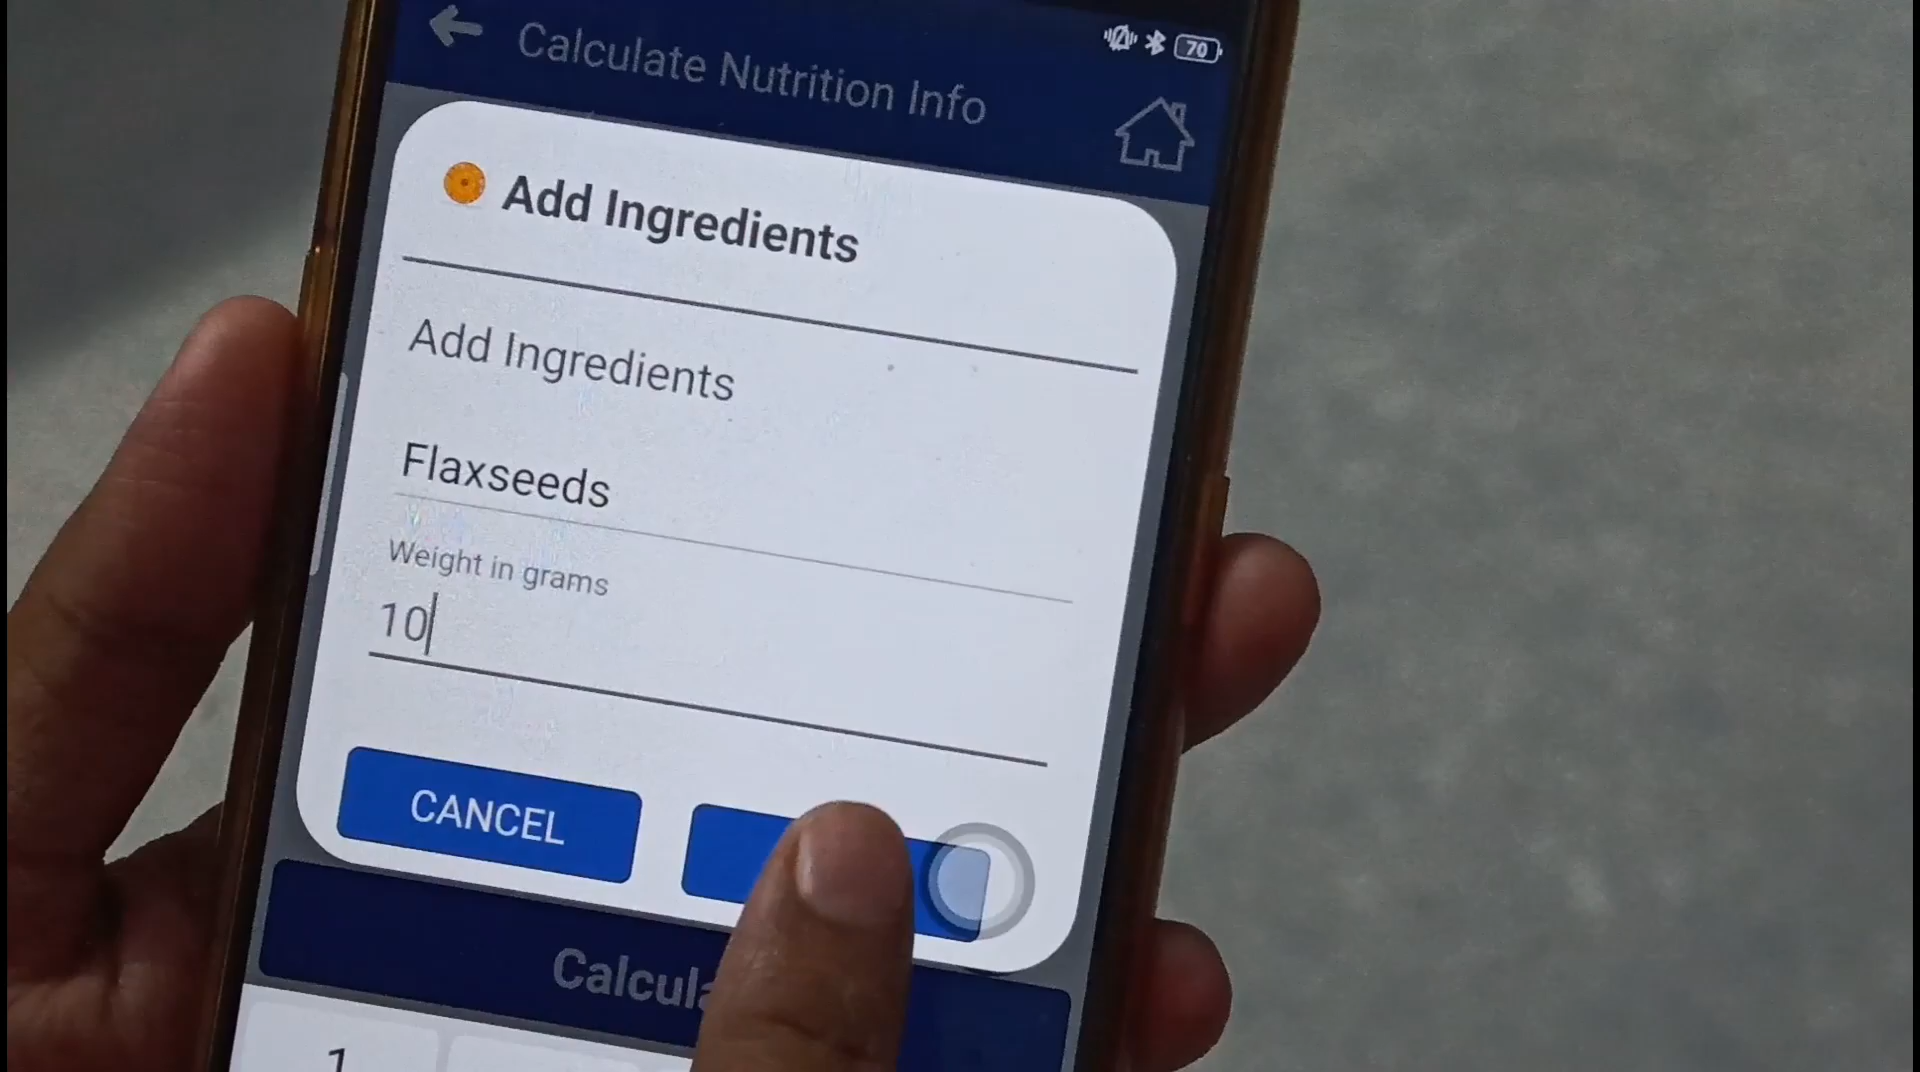 Calculate Nutrition Info
70
Add Ingredients
Add Ingredients
Flaxseeds
Weight in grams
10
CANCEL
1